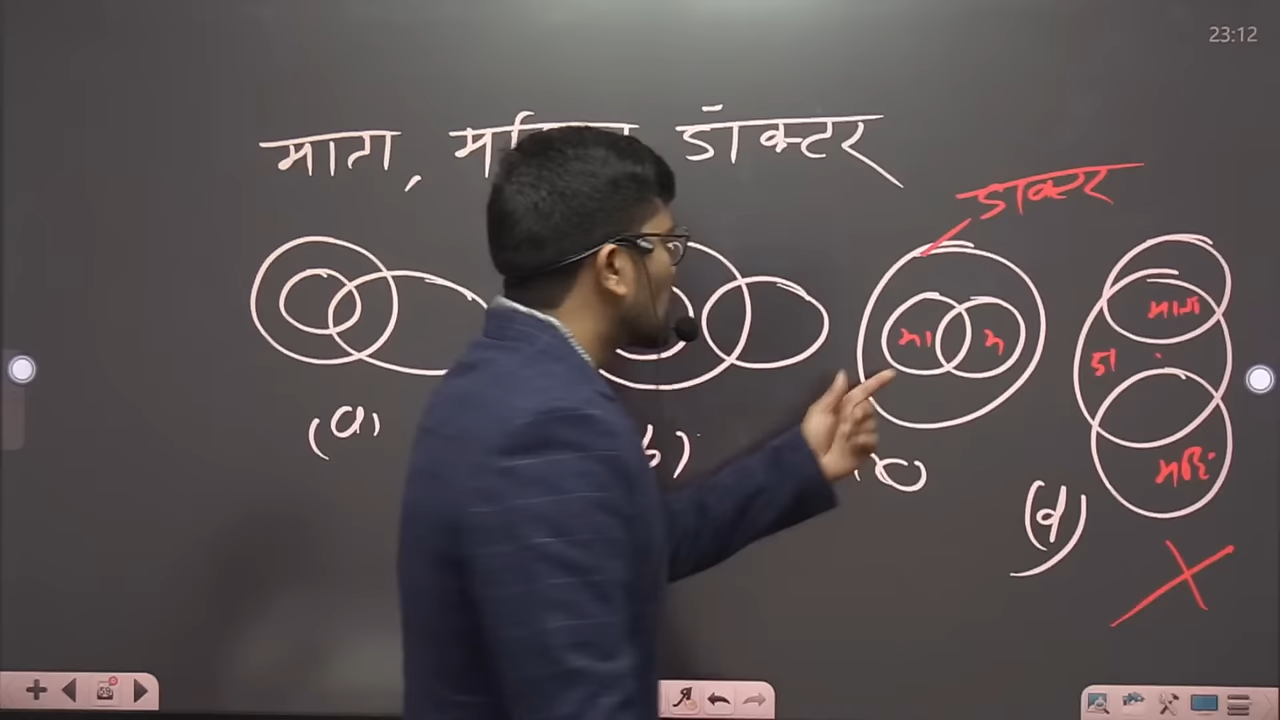 23:12
माता, डॉक्टर
डाक्टर
मा म
माता
डा
महि
(a) (b) (c)
(d)